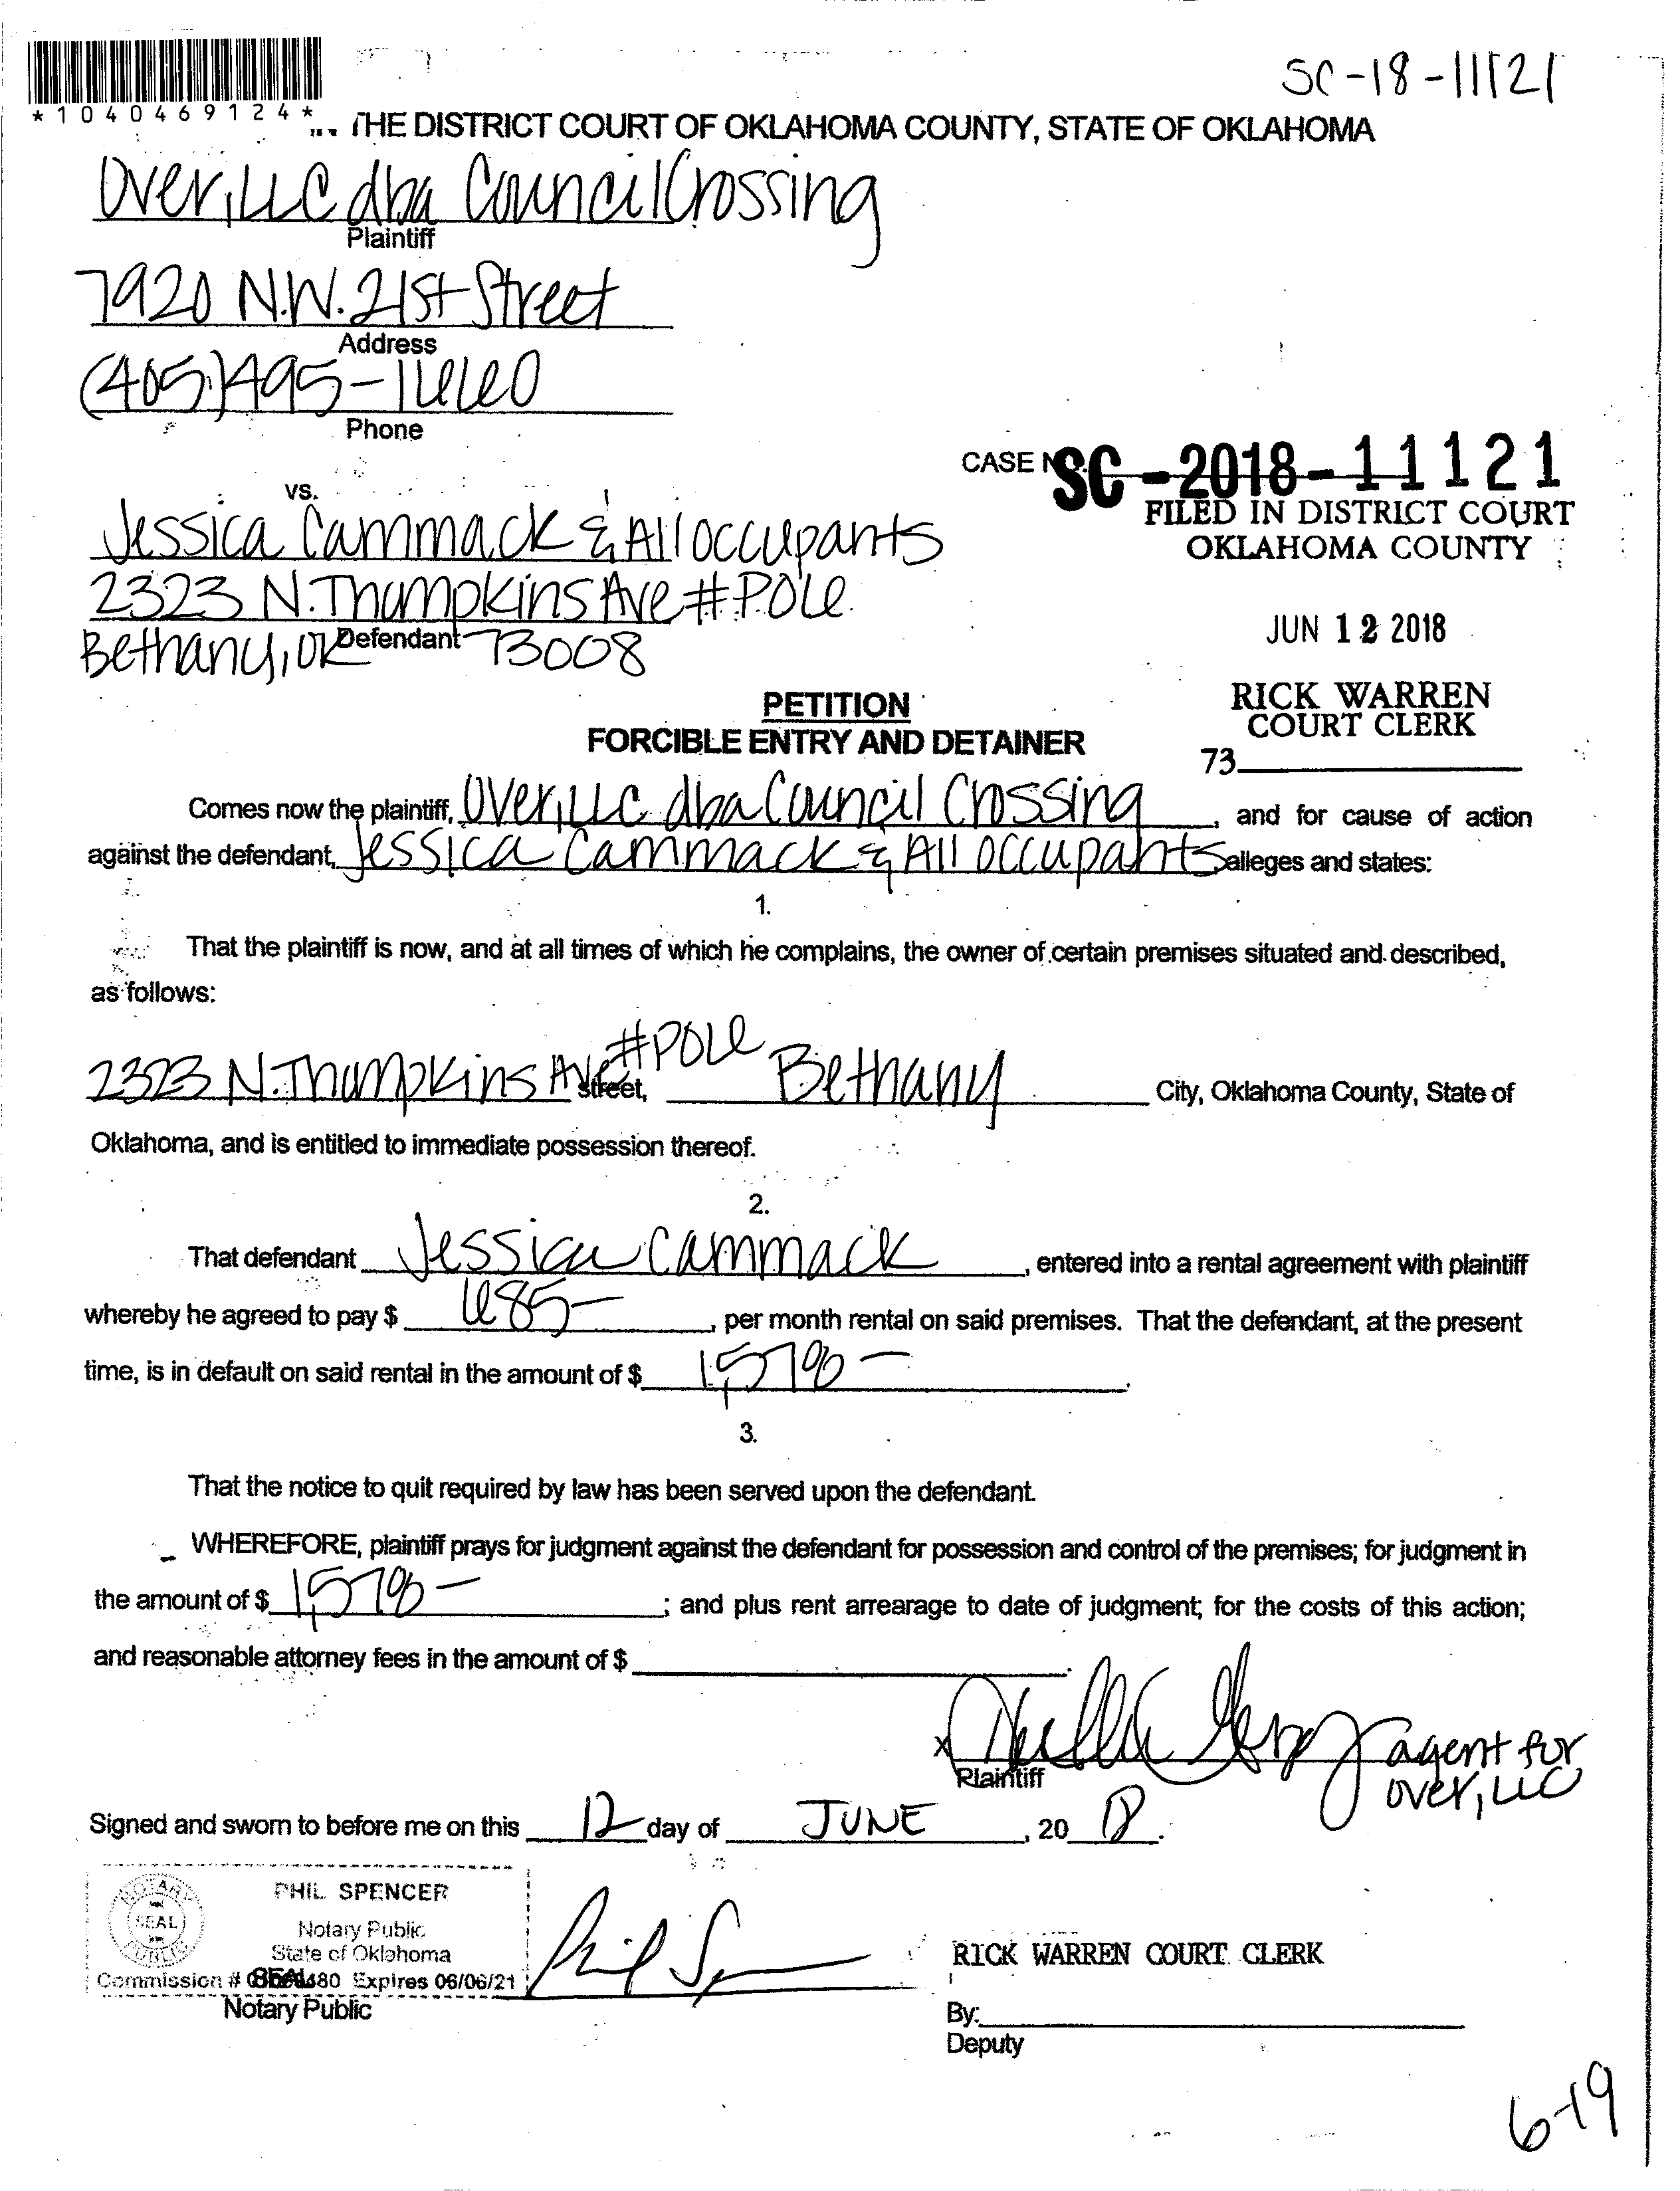 SC-18-11121
*1040469124*
THE DISTRICT COURT OF OKLAHOMA COUNTY, STATE OF OKLAHOMA
Over, LLC dba Council Crossing
Plaintiff
7920 N.W. 21st Street
Address
(405) 495-1660
Phone
CASE NO. SC-2018-11121
FILED IN DISTRICT COURT
OKLAHOMA COUNTY
JUN 12 2018
RICK WARREN
COURT CLERK
73
vs.
Jessica Cammack & All occupants
2323 N. Thompkins Ave #P016
Bethany, OK 73008
Defendant
PETITION
FORCIBLE ENTRY AND DETAINER
Comes now the plaintiff, Over, LLC dba Council Crossing, and for cause of action
against the defendant, Jessica Cammack & All occupants alleges and states:
1.
That the plaintiff is now, and at all times of which he complains, the owner of certain premises situated and described,
as follows:
2323 N. Thompkins Ave #P016 street, Bethany City, Oklahoma County, State of
Oklahoma, and is entitled to immediate possession thereof.
2.
That defendant Jessica Cammack, entered into a rental agreement with plaintiff
whereby he agreed to pay $ 685-, per month rental on said premises. That the defendant, at the present
time, is in default on said rental in the amount of $
3.
That the notice to quit required by law has been served upon the defendant.
WHEREFORE, plaintiff prays for judgment against the defendant for possession and control of the premises; for judgment in
the amount of $ ; and plus rent arrearage to date of judgment; for the costs of this action;
and reasonable attorney fees in the amount of $
x agent for
Over, LLC
Plaintiff
Signed and sworn to before me on this 12 day of JUNE, 20 18.
NOTARY PUBLIC SEAL
PHIL SPENCER
Notary Public
State of Oklahoma
Commission # Expires 06/06/21
SEAL
Notary Public
Phil Sp
RICK WARREN COURT CLERK
By:
Deputy
6-19